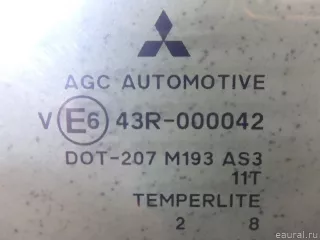 AGC AUTOMOTIVE
V E6 43R-000042
DOT-207 M193 AS3
11T
TEMPERLITE
2 8
eaural.ru